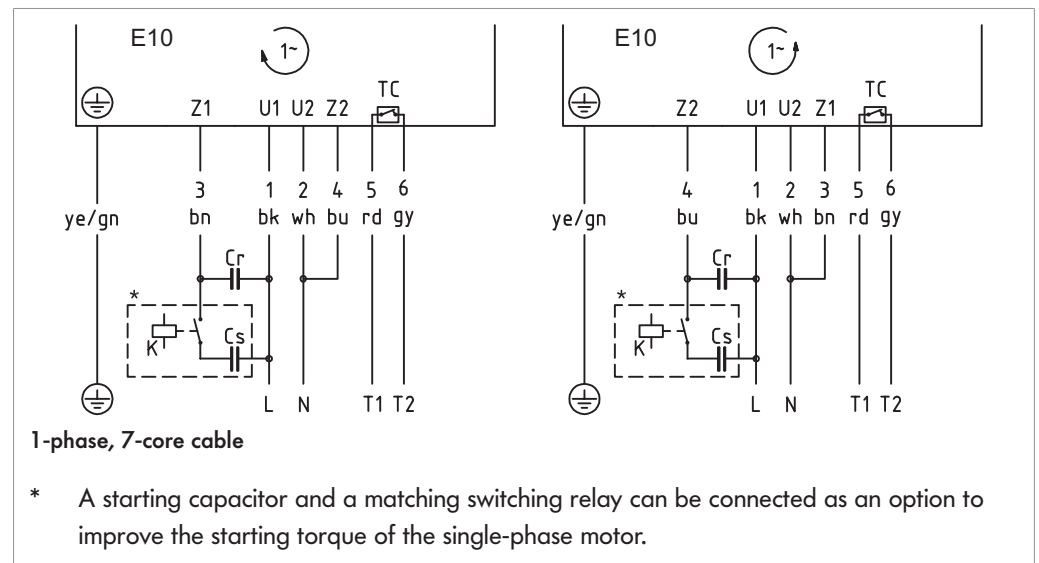 E10 1~ E10 1~
TC TC
Z1 U1 U2 Z2 Z2 U1 U2 Z1
3 1 2 4 5 6 4 1 2 3 5 6
ye/gn bn bk wh bu rd gy ye/gn bu bk wh bn rd gy
Cr Cr
* *
K Cs K Cs
L N T1 T2 L N T1 T2
1-phase, 7-core cable
* A starting capacitor and a matching switching relay can be connected as an option to
improve the starting torque of the single-phase motor.